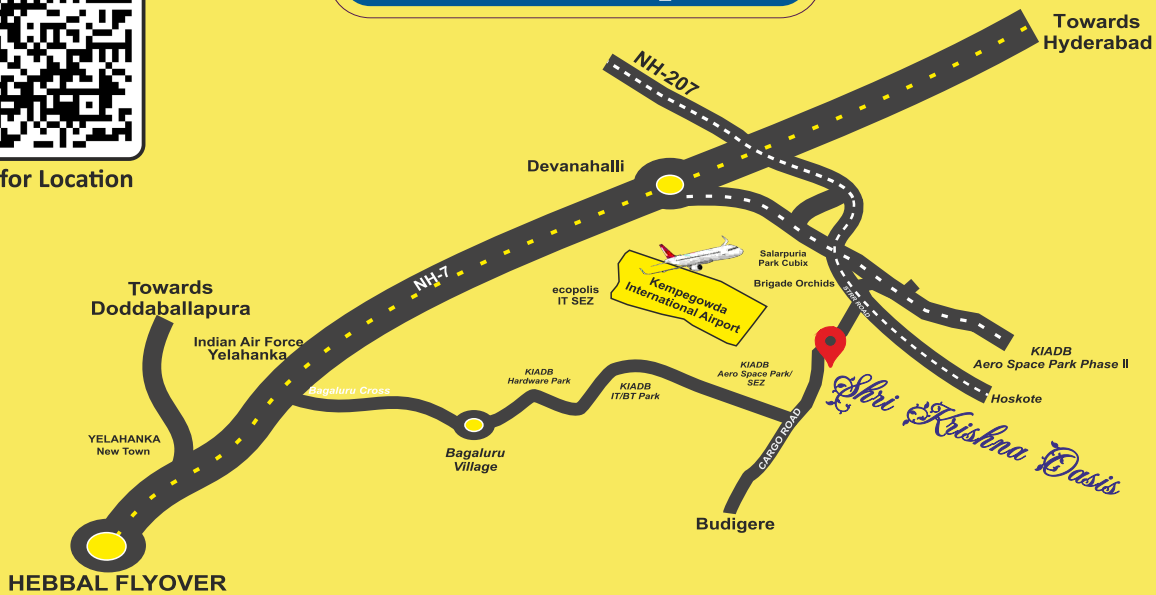 Towards
Hyderabad
NH-207
for Location
Devanahalli
NH-7
Salarpuria
Park Cubix
Brigade Orchids
STRR ROAD
ecopolis
IT SEZ
Kempegowda
International Airport
Towards
Doddaballapura
Indian Air Force
Yelahanka
Bagaluru Cross
KIADB
Hardware Park
KIADB
IT/BT Park
KIADB
Aero Space Park/
SEZ
KIADB
Aero Space Park Phase II
Hoskote
Shri Krishna Oasis
CARGO ROAD
YELAHANKA
New Town
Bagaluru
Village
Budigere
HEBBAL FLYOVER